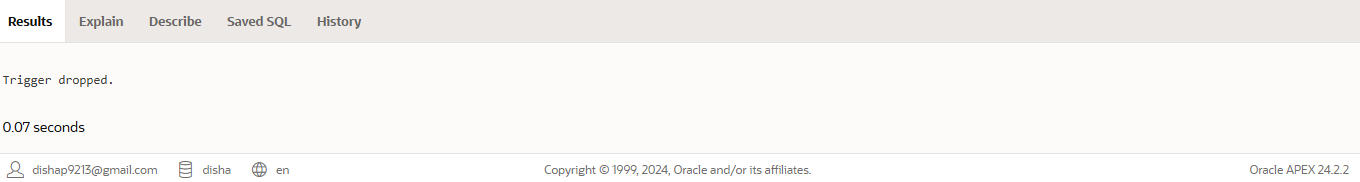 Results Explain Describe Saved SQL History
Trigger dropped.
0.07 seconds
dishap9213@gmail.com disha en Copyright © 1999, 2024, Oracle and/or its affiliates. Oracle APEX 24.2.2